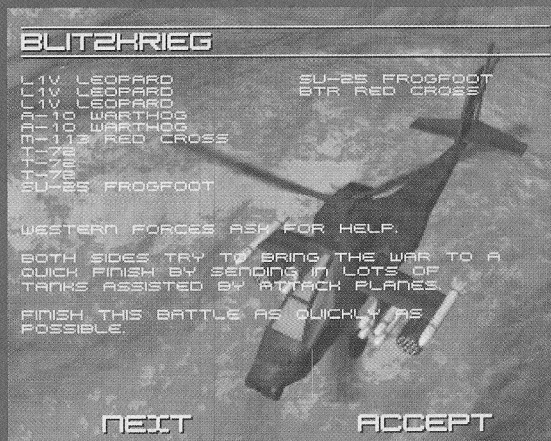 BLITZKRIEG
L1V LEOPARD
L1V LEOPARD
L1V LEOPARD
A-10 WARTHOG
A-10 WARTHOG
M-113 RED CROSS
T-72
T-72
T-72
SU-25 FROGFOOT
SU-25 FROGFOOT
BTR RED CROSS
WESTERN FORCES ASK FOR HELP.
BOTH SIDES TRY TO BRING THE WAR TO A
QUICK FINISH BY SENDING IN LOTS OF
TANKS ASSISTED BY ATTACK PLANES.
FINISH THIS BATTLE AS QUICKLY AS
POSSIBLE.
NEXT
ACCEPT